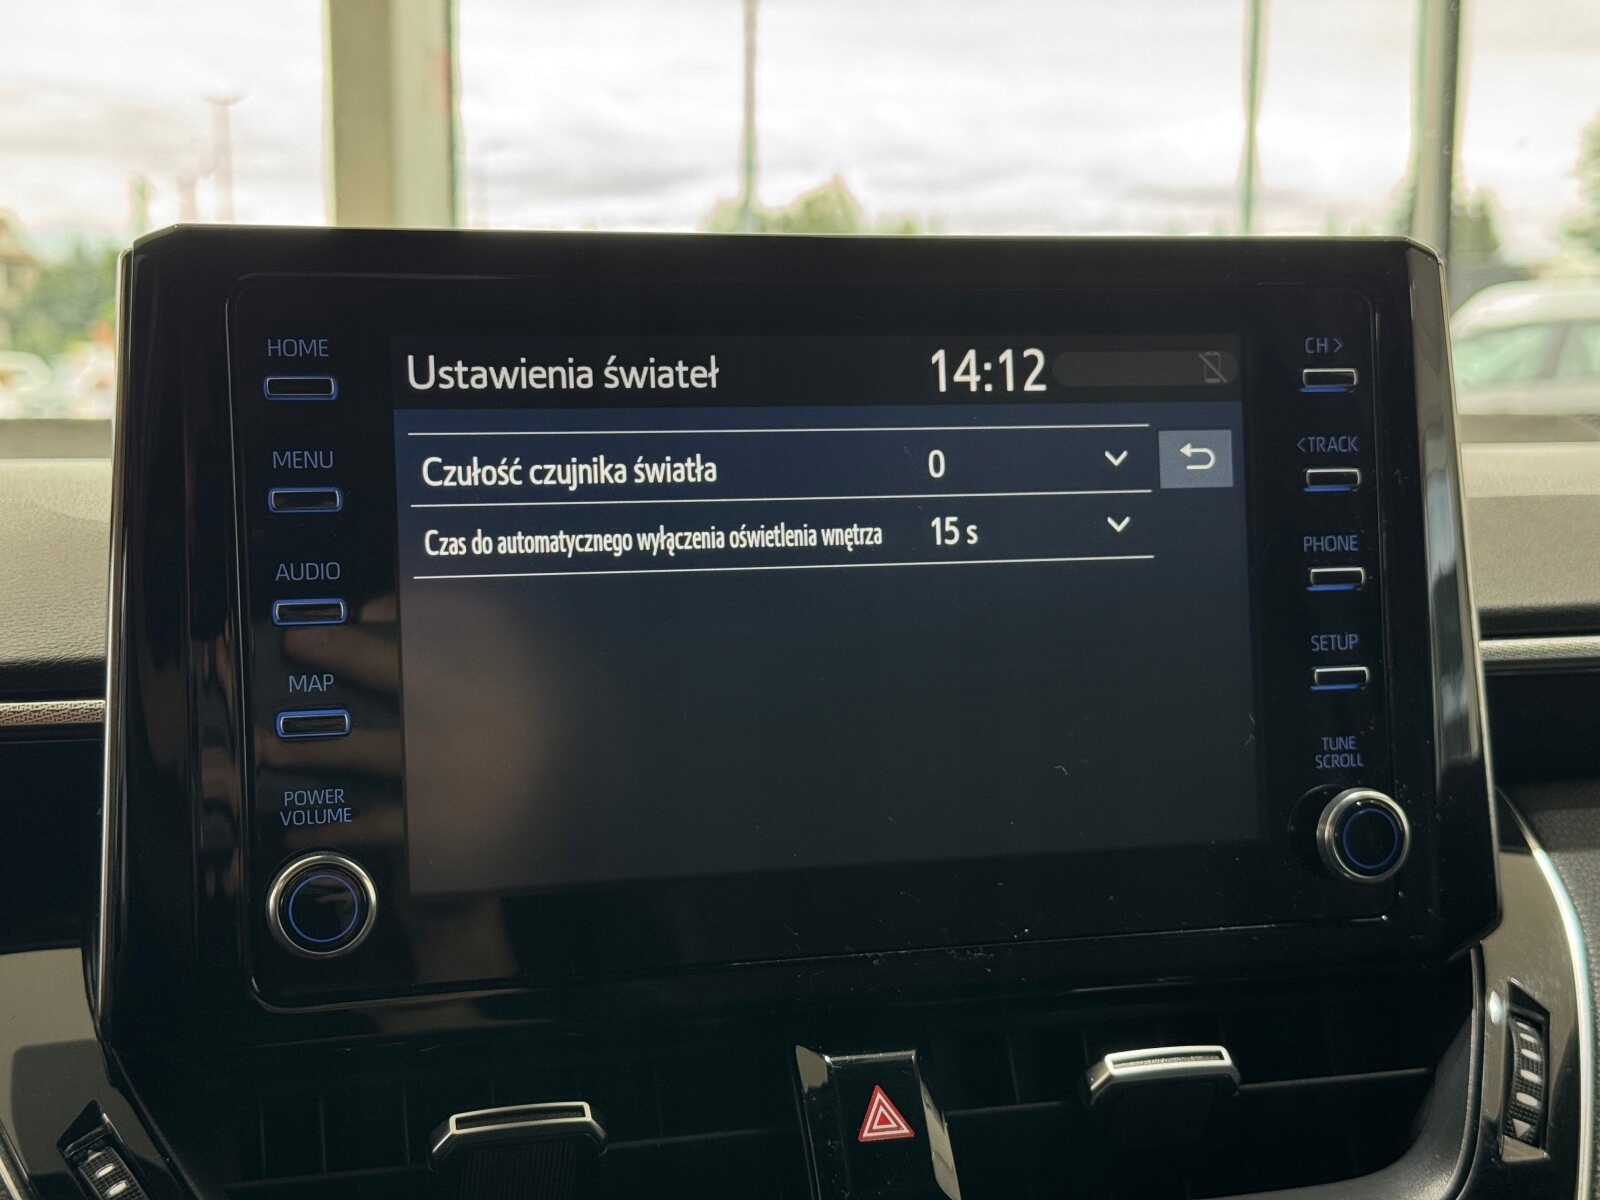 HOME
MENU
AUDIO
MAP
POWER
VOLUME
Ustawienia świateł 14:12
Czułość czujnika światła 0
Czas do automatycznego wyłączenia oświetlenia wnętrza 15 s
CH >
< TRACK
PHONE
SETUP
TUNE
SCROLL